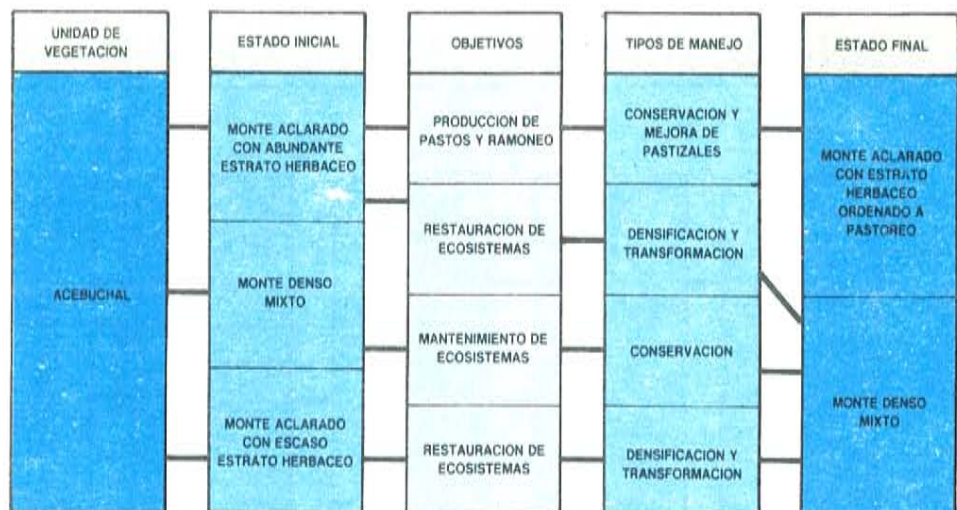 UNIDAD DE
VEGETACION
ESTADO INICIAL
OBJETIVOS
TIPOS DE MANEJO
ESTADO FINAL
ACEBUCHAL
MONTE ACLARADO
CON ABUNDANTE
ESTRATO HERBACEO
MONTE DENSO
MIXTO
MONTE ACLARADO
CON ESCASO
ESTRATO HERBACEO
PRODUCCION DE
PASTOS Y RAMONEO
RESTAURACION DE
ECOSISTEMAS
MANTENIMIENTO DE
ECOSISTEMAS
RESTAURACION DE
ECOSISTEMAS
CONSERVACION Y
MEJORA DE
PASTIZALES
DENSIFICACION Y
TRANSFORMACION
CONSERVACION
DENSIFICACION Y
TRANSFORMACION
MONTE ACLARADO
CON ESTRATO
HERBACEO
ORDENADO A
PASTOREO
MONTE DENSO
MIXTO